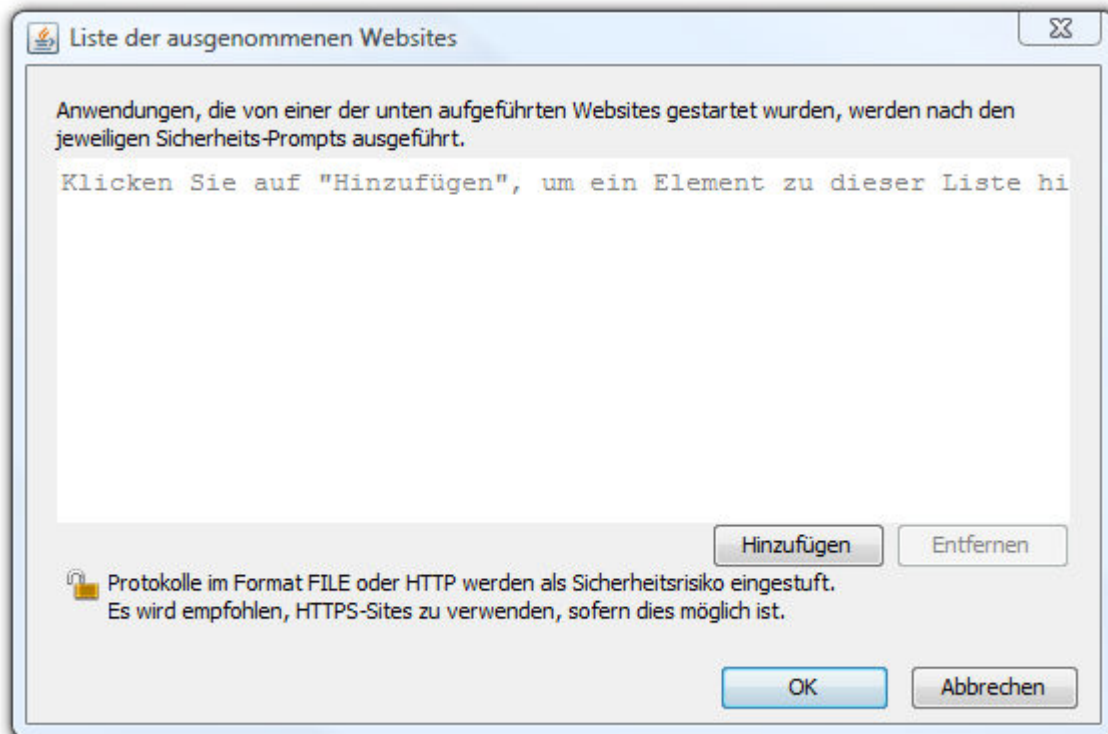 Liste der ausgenommenen Websites
Anwendungen, die von einer der unten aufgeführten Websites gestartet wurden, werden nach den
jeweiligen Sicherheits-Prompts ausgeführt.
Klicken Sie auf "Hinzufügen", um ein Element zu dieser Liste hi
Hinzufügen Entfernen
Protokolle im Format FILE oder HTTP werden als Sicherheitsrisiko eingestuft.
Es wird empfohlen, HTTPS-Sites zu verwenden, sofern dies möglich ist.
OK Abbrechen